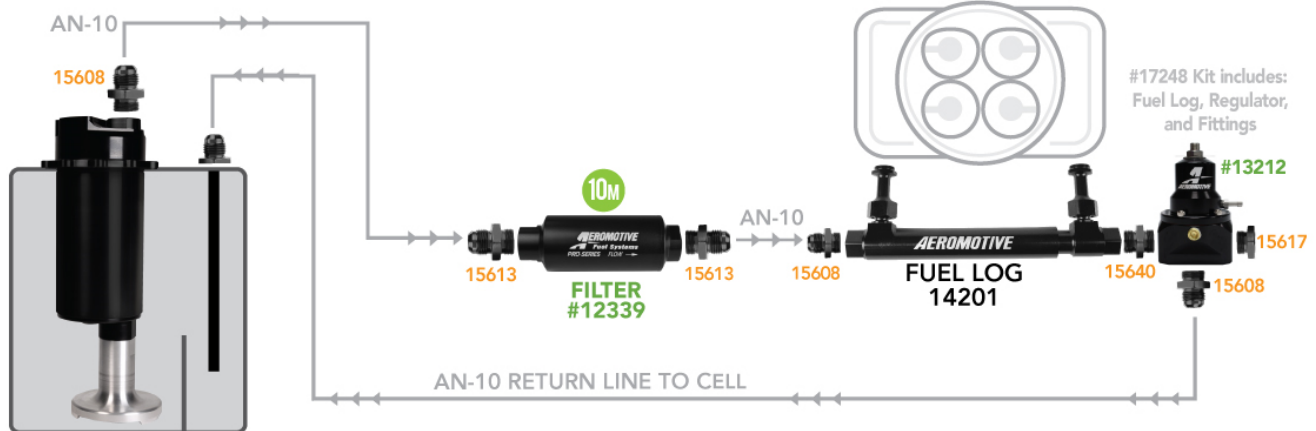 AN-10
15608
#17248 Kit includes:
Fuel Log, Regulator,
and Fittings
#13212
AEROMOTIVE
10M
AN-10
AEROMOTIVE
Fuel Systems
PRO-SERIES FLOW
AEROMOTIVE
15613
15613
15608
15640
15617
15608
FILTER
#12339
FUEL LOG
14201
AN-10 RETURN LINE TO CELL